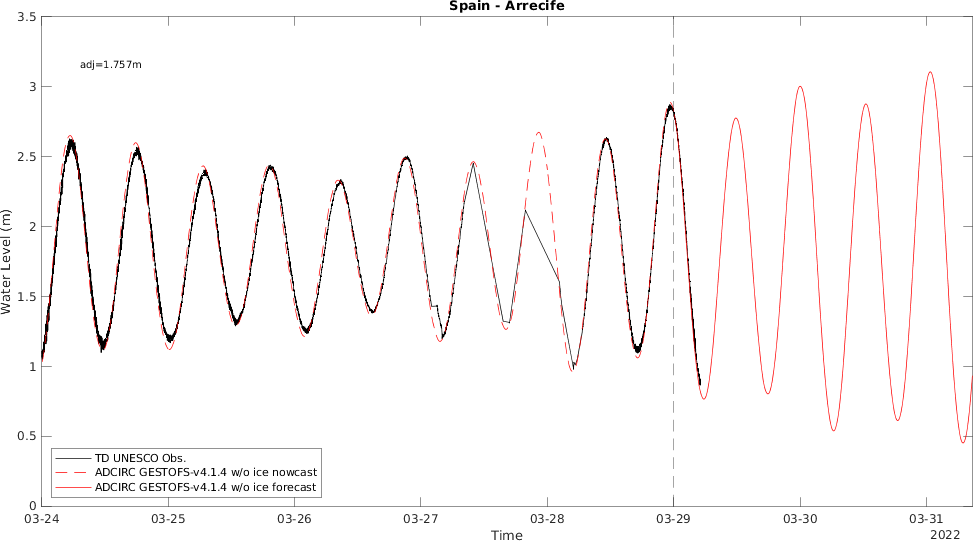 Spain - Arrecife
3.5
3
2.5
2
1.5
1
0.5
0
Water Level (m)
adj=1.757m
TD UNESCO Obs.
ADCIRC GESTOFS-v4.1.4 w/o ice nowcast
ADCIRC GESTOFS-v4.1.4 w/o ice forecast
03-24 03-25 03-26 03-27 03-28 03-29 03-30 03-31
Time
2022